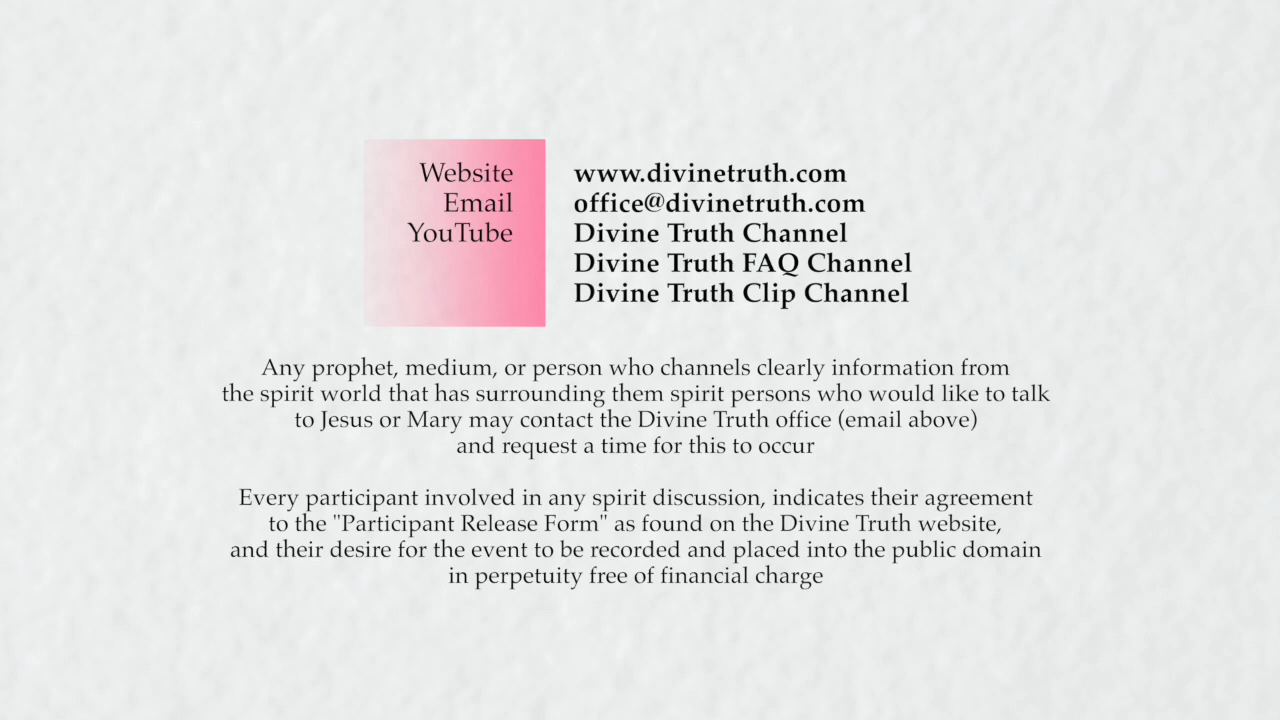 Website www.divinetruth.com
Email office@divinetruth.com
YouTube Divine Truth Channel
Divine Truth FAQ Channel
Divine Truth Clip Channel
Any prophet, medium, or person who channels clearly information from
the spirit world that has surrounding them spirit persons who would like to talk
to Jesus or Mary may contact the Divine Truth office (email above)
and request a time for this to occur
Every participant involved in any spirit discussion, indicates their agreement
to the "Participant Release Form" as found on the Divine Truth website,
and their desire for the event to be recorded and placed into the public domain
in perpetuity free of financial charge